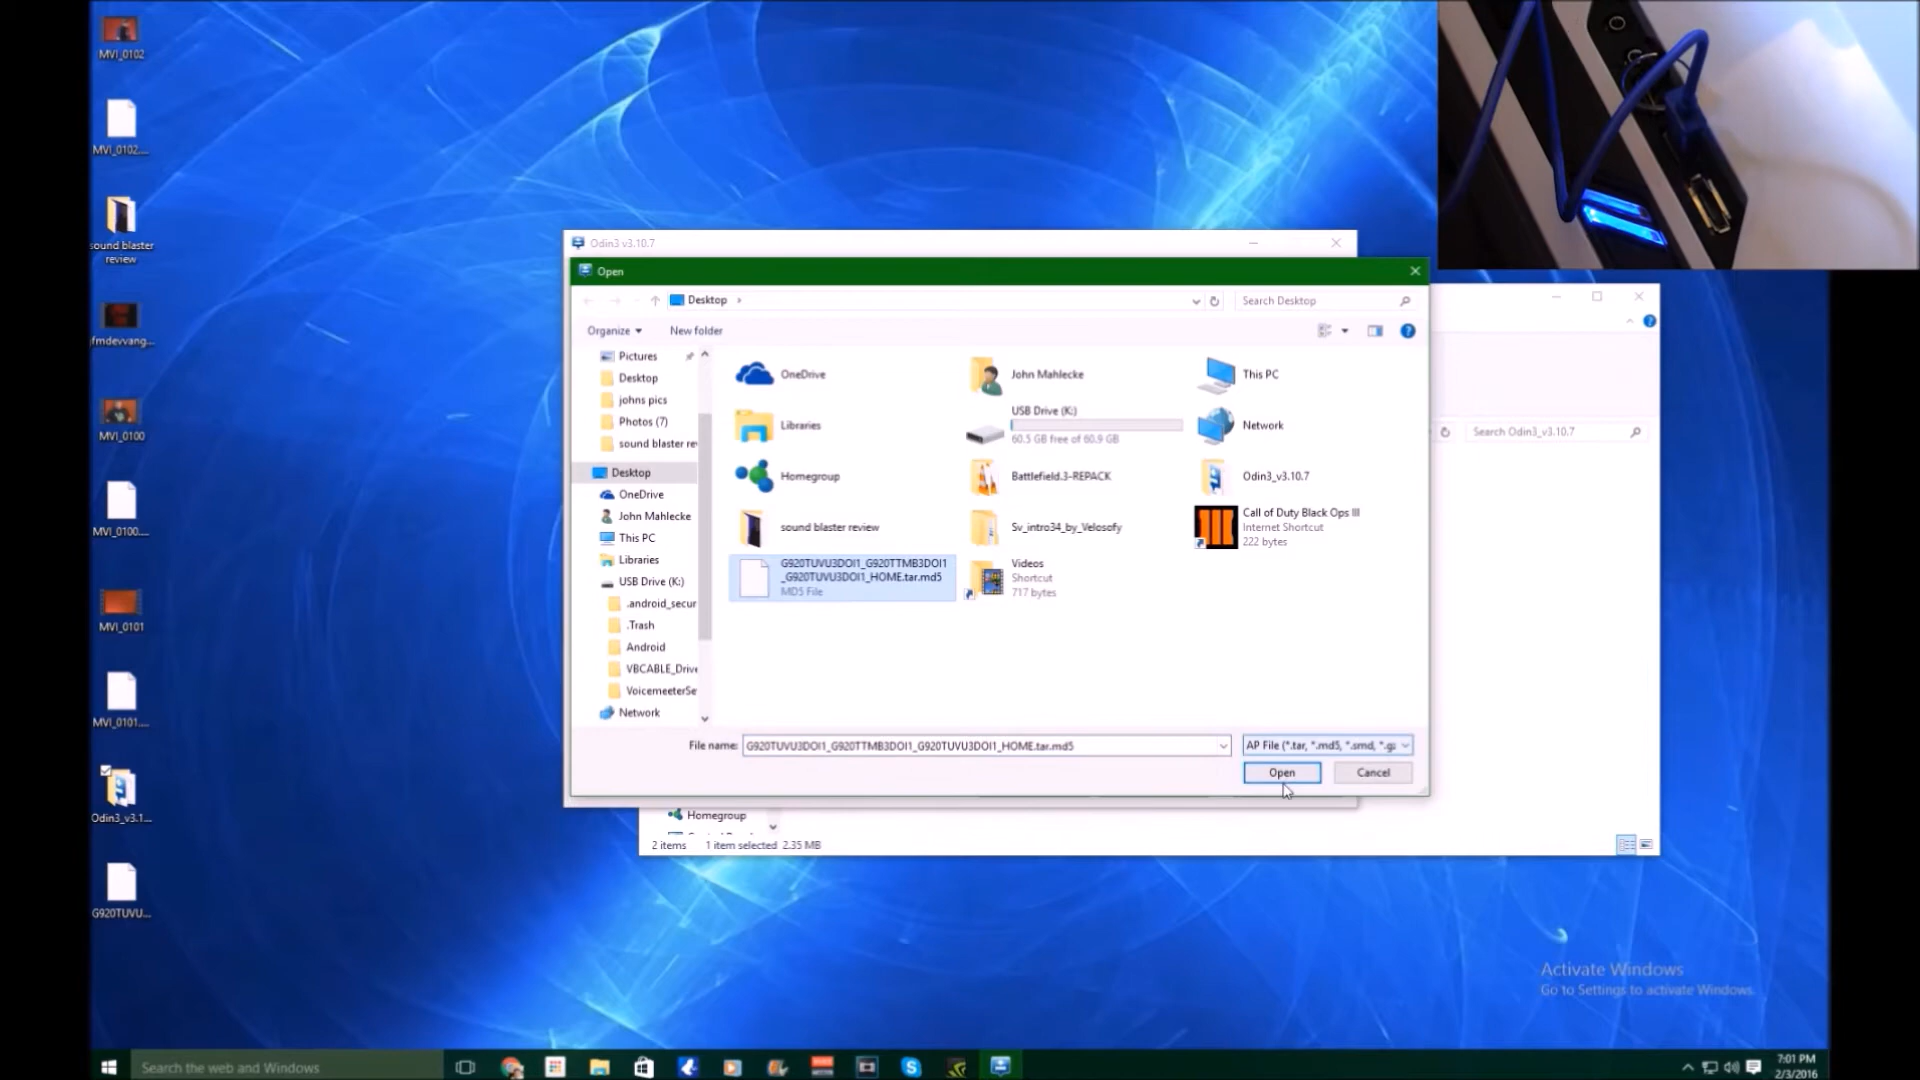 MVI_0102
MVI_0102....
sound blaster
review
fmdevvang...
MVI_0100
MVI_0100....
MVI_0101
MVI_0101....
Odin3_v3.1...
G920TUVU...
Odin3 v3.10.7
Open
Desktop
Search Desktop
Organize
New folder
Pictures
Desktop
johns pics
Photos (7)
sound blaster re
Desktop
OneDrive
John Mahlecke
This PC
Libraries
USB Drive (K:)
.android_secur
.Trash
Android
VBCABLE_Drive
VoicemeeterSe
Network
OneDrive
John Mahlecke
This PC
Libraries
USB Drive (K:)
60.5 GB free of 60.9 GB
Network
Homegroup
Battlefield.3-REPACK
Odin3_v3.10.7
sound blaster review
Sv_intro34_by_Velosofy
Call of Duty Black Ops III
Internet Shortcut
222 bytes
G920TUVU3DOI1_G920TTMB3DOI1
_G920TUVU3DOI1_HOME.tar.md5
MD5 File
Videos
Shortcut
717 bytes
File name:
G920TUVU3DOI1_G920TTMB3DOI1_G920TUVU3DOI1_HOME.tar.md5
AP File (*.tar, *.md5, *.smd, *.gz
Open
Cancel
Search Odin3_v3.10.7
Homegroup
2 items
1 item selected 2.35 MB
Activate Windows
Go to Settings to activate Windows.
Search the web and Windows
7:01 PM
2/3/2016